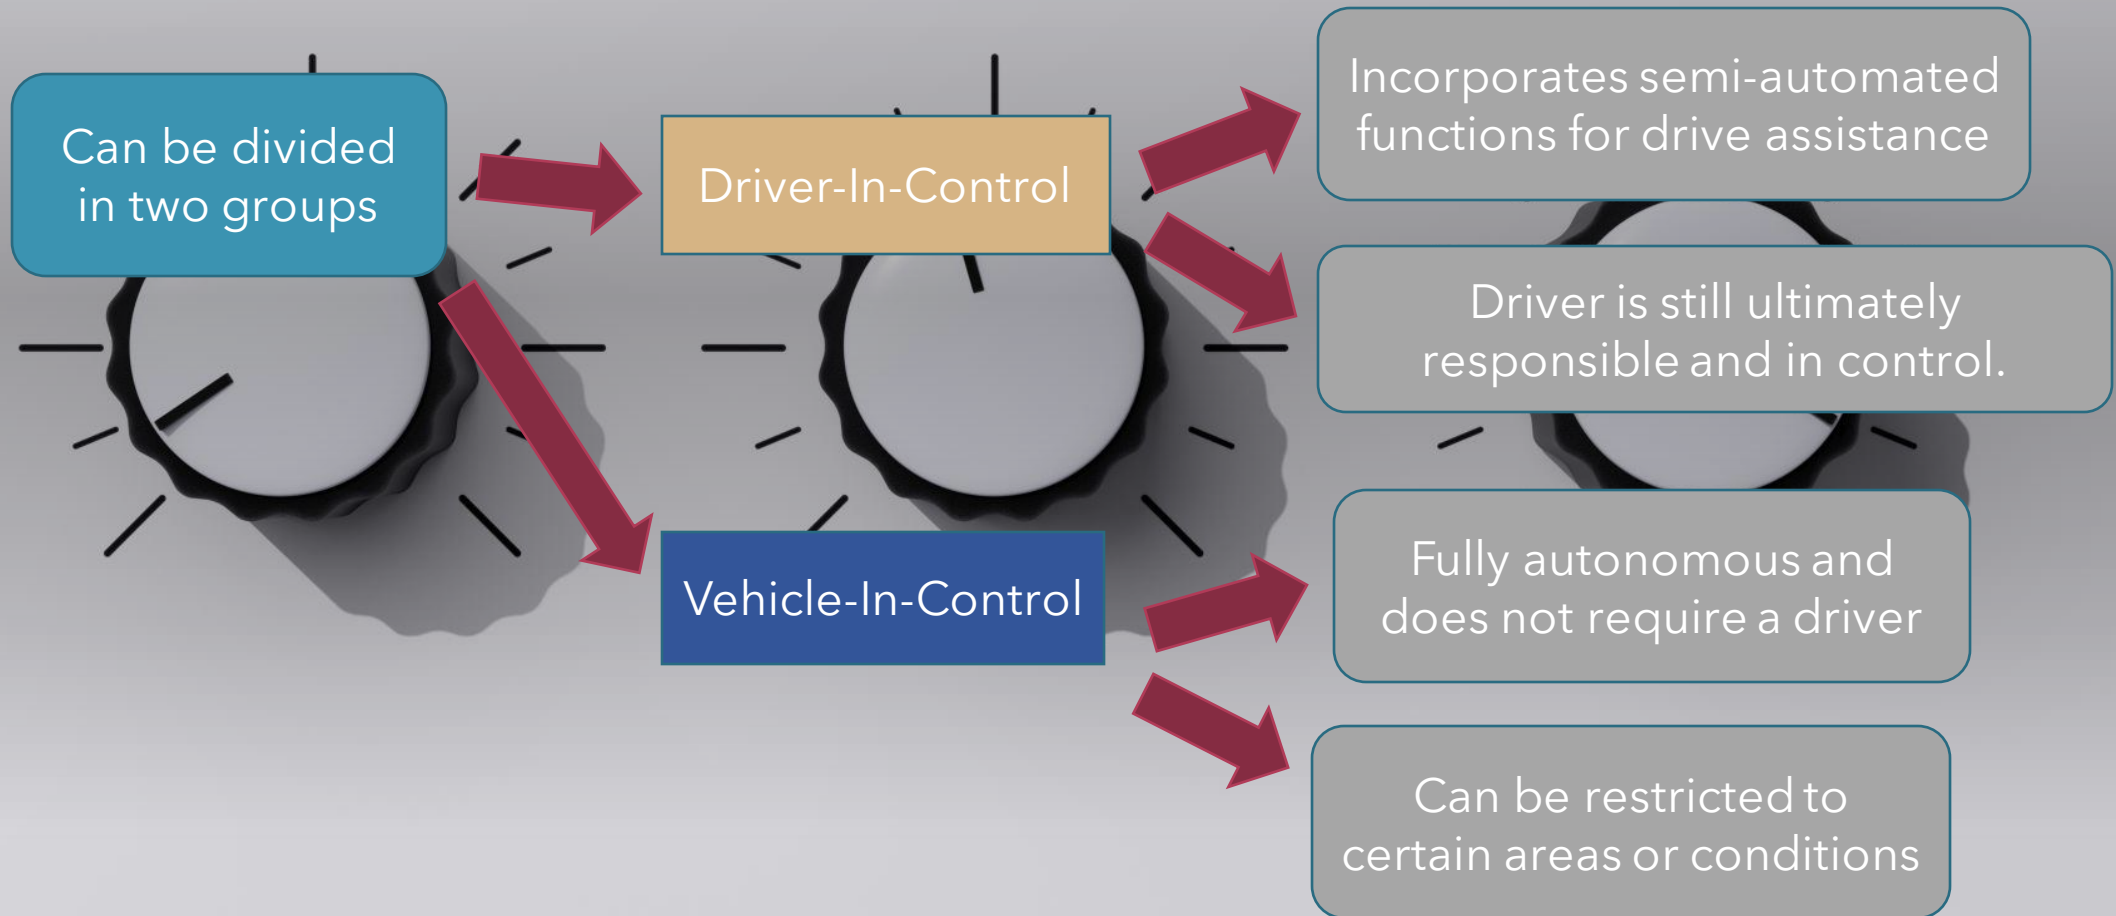 Can be divided
in two groups
Driver-In-Control
Incorporates semi-automated
functions for drive assistance
Driver is still ultimately
responsible and in control.
Vehicle-In-Control
Fully autonomous and
does not require a driver
Can be restricted to
certain areas or conditions